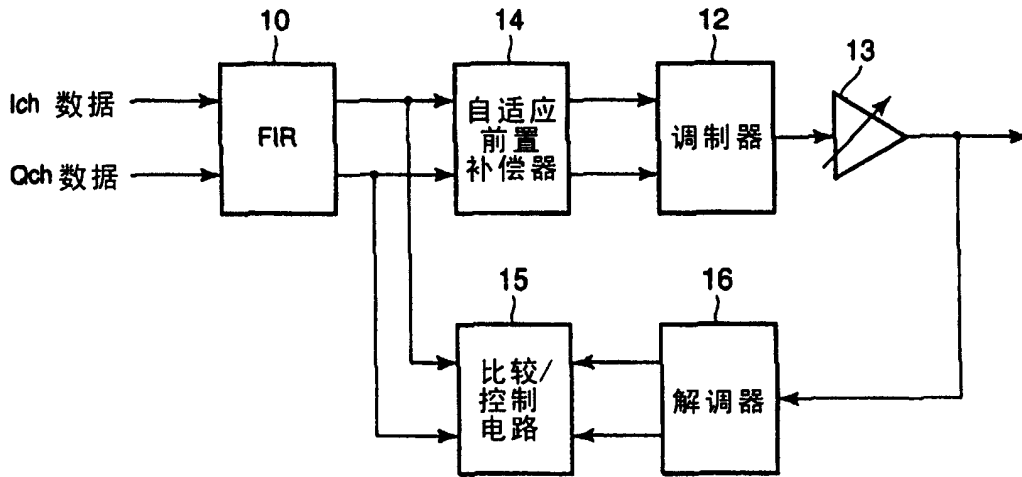 10
14
12
13
Ich 数据
FIR
自适应
前置
补偿器
调制器
Qch 数据
15
16
比较/
控制
电路
解调器